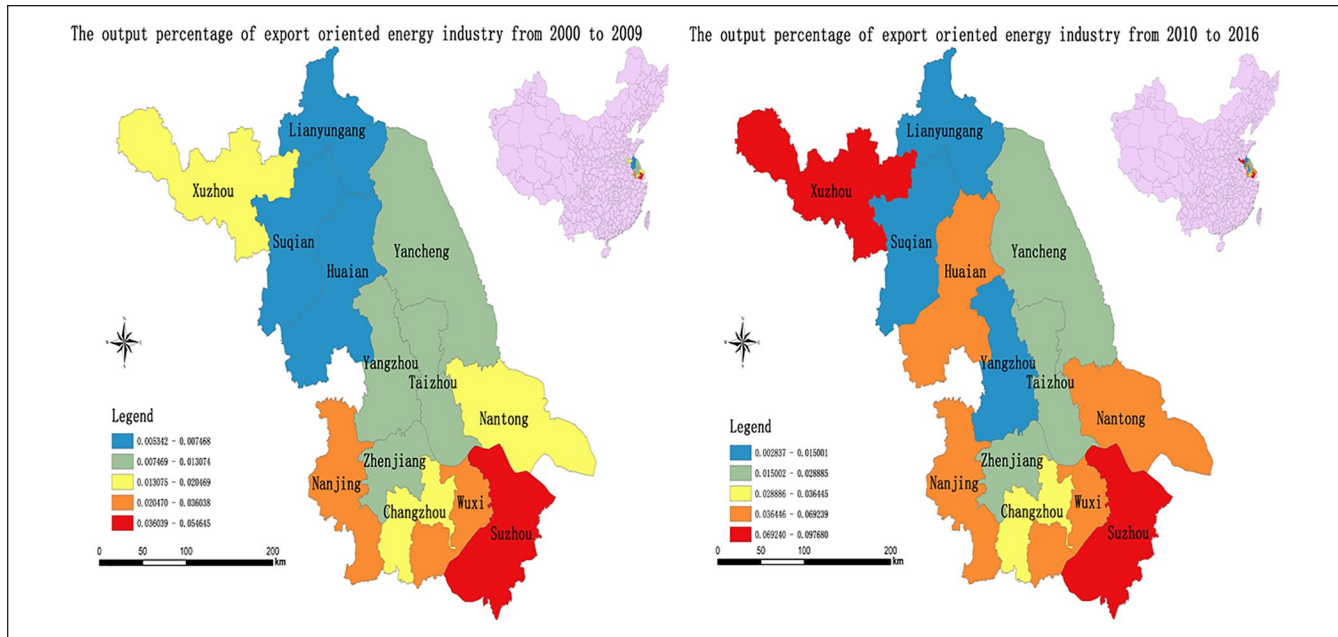 The output percentage of export oriented energy industry from 2000 to 2009
Lianyungang
Xuzhou
Suqian
Huaian
Yancheng
Yangzhou
Taizhou
Nantong
Zhenjiang
Nanjing
Changzhou
Wuxi
Suzhou
N
W
E
S
Legend
0.005342 - 0.007468
0.007469 - 0.013074
0.013075 - 0.020469
0.020470 - 0.036038
0.036039 - 0.054645
0 50 100 200
km
The output percentage of export oriented energy industry from 2010 to 2016
Lianyungang
Xuzhou
Suqian
Huaian
Yancheng
Yangzhou
Taizhou
Nantong
Zhenjiang
Nanjing
Changzhou
Wuxi
Suzhou
N
W
E
S
Legend
0.002837 - 0.015001
0.015002 - 0.028885
0.028886 - 0.036445
0.036446 - 0.069239
0.069240 - 0.097680
0 50 100 200
km